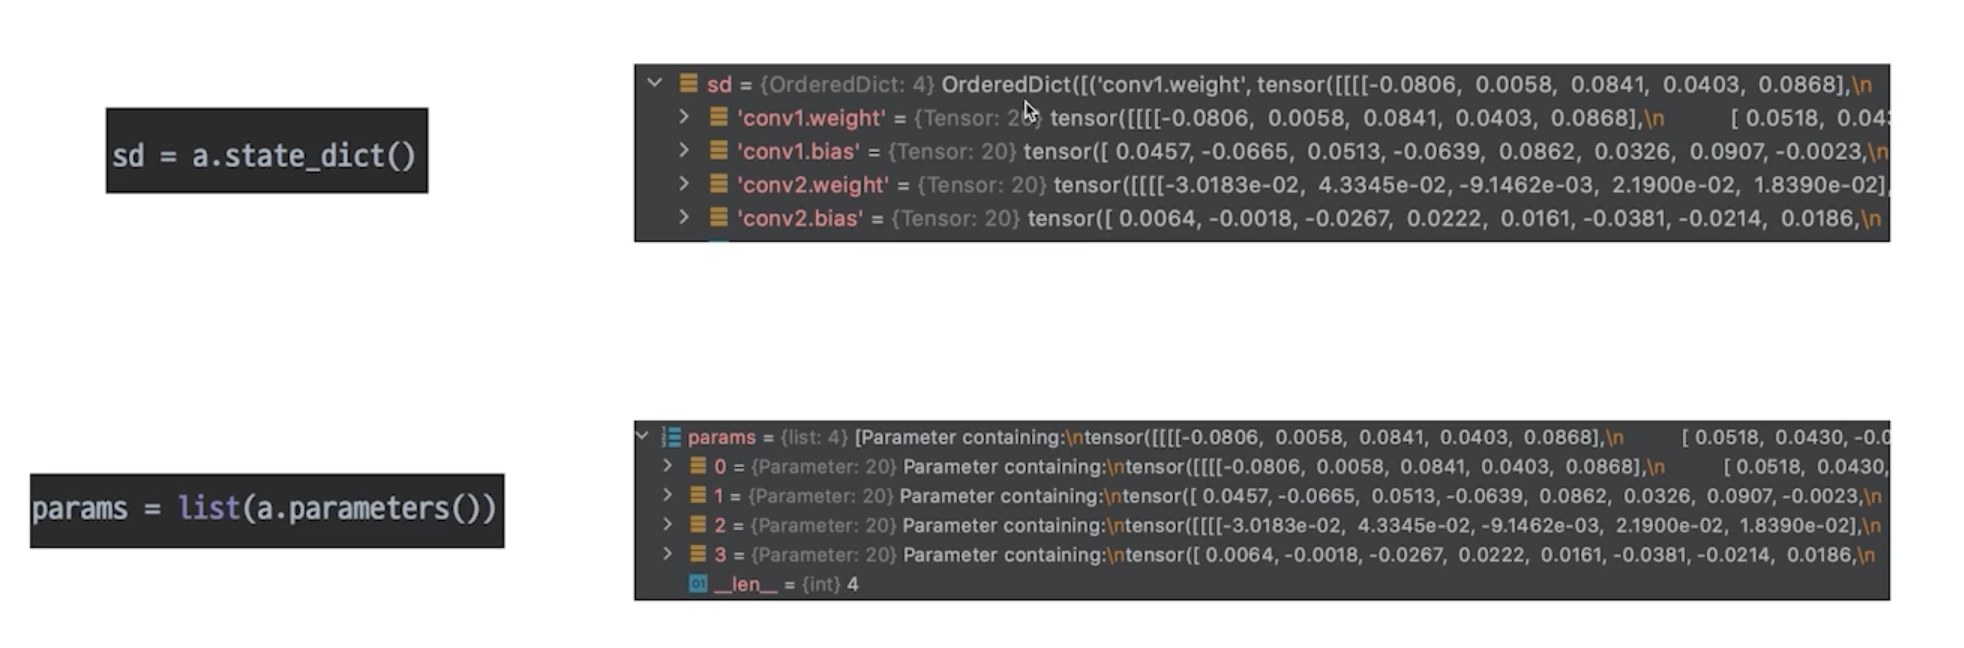 sd = a.state_dict()
sd = {OrderedDict: 4} OrderedDict([('conv1.weight', tensor([[[[-0.0806, 0.0058, 0.0841, 0.0403, 0.0868],\n
'conv1.weight' = {Tensor: 20} tensor([[[[-0.0806, 0.0058, 0.0841, 0.0403, 0.0868],\n [ 0.0518, 0.043
'conv1.bias' = {Tensor: 20} tensor([ 0.0457, -0.0665, 0.0513, -0.0639, 0.0862, 0.0326, 0.0907, -0.0023,\n
'conv2.weight' = {Tensor: 20} tensor([[[[-3.0183e-02, 4.3345e-02, -9.1462e-03, 2.1900e-02, 1.8390e-02],
'conv2.bias' = {Tensor: 20} tensor([ 0.0064, -0.0018, -0.0267, 0.0222, 0.0161, -0.0381, -0.0214, 0.0186,\n
params = list(a.parameters())
params = {list: 4} [Parameter containing:\ntensor([[[[-0.0806, 0.0058, 0.0841, 0.0403, 0.0868],\n [ 0.0518, 0.0430, -0.0
0 = {Parameter: 20} Parameter containing:\ntensor([[[[-0.0806, 0.0058, 0.0841, 0.0403, 0.0868],\n [ 0.0518, 0.0430,
1 = {Parameter: 20} Parameter containing:\ntensor([ 0.0457, -0.0665, 0.0513, -0.0639, 0.0862, 0.0326, 0.0907, -0.0023,\n
2 = {Parameter: 20} Parameter containing:\ntensor([[[[-3.0183e-02, 4.3345e-02, -9.1462e-03, 2.1900e-02, 1.8390e-02],\n
3 = {Parameter: 20} Parameter containing:\ntensor([ 0.0064, -0.0018, -0.0267, 0.0222, 0.0161, -0.0381, -0.0214, 0.0186,\n
01 __len__ = {int} 4